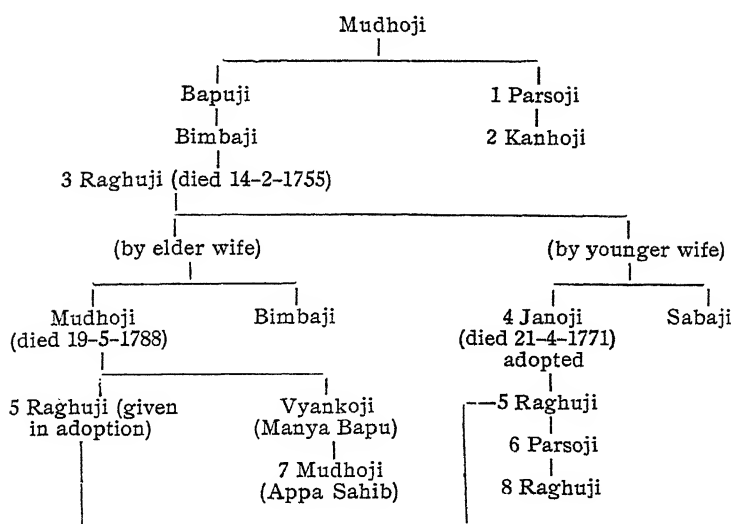 Mudhoji
Bapuji 1 Parsoji
Bimbaji 2 Kanhoji
3 Raghuji (died 14-2-1755)
(by elder wife) (by younger wife)
Mudhoji Bimbaji 4 Janoji Sabaji
(died 19-5-1788) (died 21-4-1771)
adopted
5 Raghuji (given Vyankoji 5 Raghuji
in adoption) (Manya Bapu)
6 Parsoji
7 Mudhoji
(Appa Sahib) 8 Raghuji